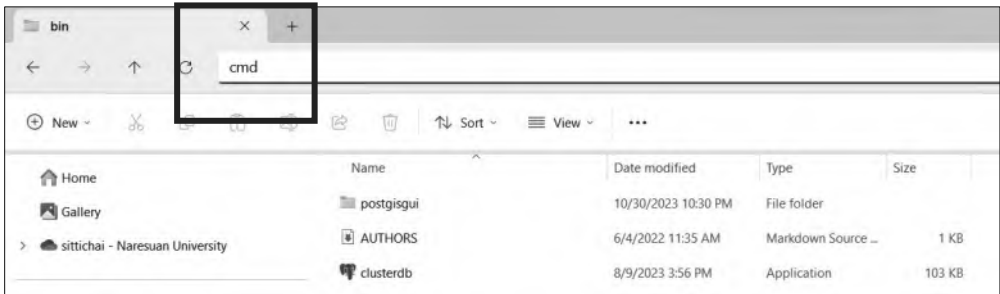 bin
cmd
New
Sort
View
Name Date modified Type Size
Home
Gallery
sittichai - Naresuan University
postgisgui 10/30/2023 10:30 PM File folder
AUTHORS 6/4/2022 11:35 AM Markdown Source ... 1 KB
clusterdb 8/9/2023 3:56 PM Application 103 KB